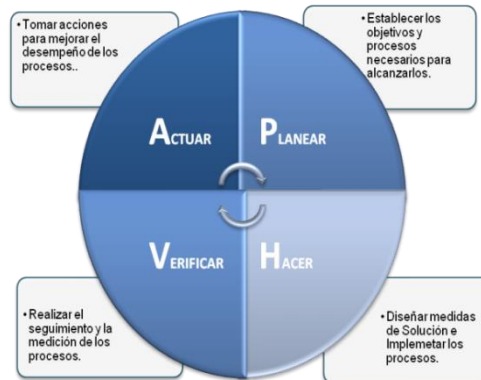 • Tomar acciones
para mejorar el
desempeño de los
procesos..
• Establecer los
objetivos y
procesos
necesarios para
alcanzarlos.
ACTUAR
PLANEAR
VERIFICAR
HACER
• Realizar el
seguimiento y la
medición de los
procesos.
• Diseñar medidas
de Solución e
Implemetar los
procesos.